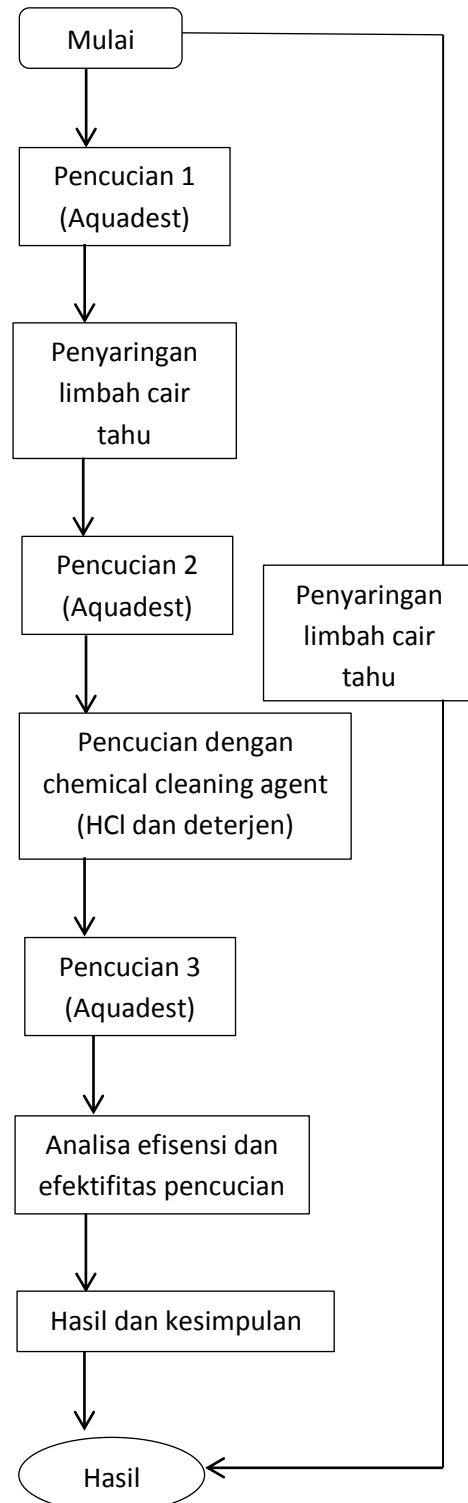 Mulai
Pencucian 1
(Aquadest)
Penyaringan
limbah cair
tahu
Pencucian 2
(Aquadest)
Penyaringan
limbah cair
tahu
Pencucian dengan
chemical cleaning agent
(HCl dan deterjen)
Pencucian 3
(Aquadest)
Analisa efisensi dan
efektifitas pencucian
Hasil dan kesimpulan
Hasil